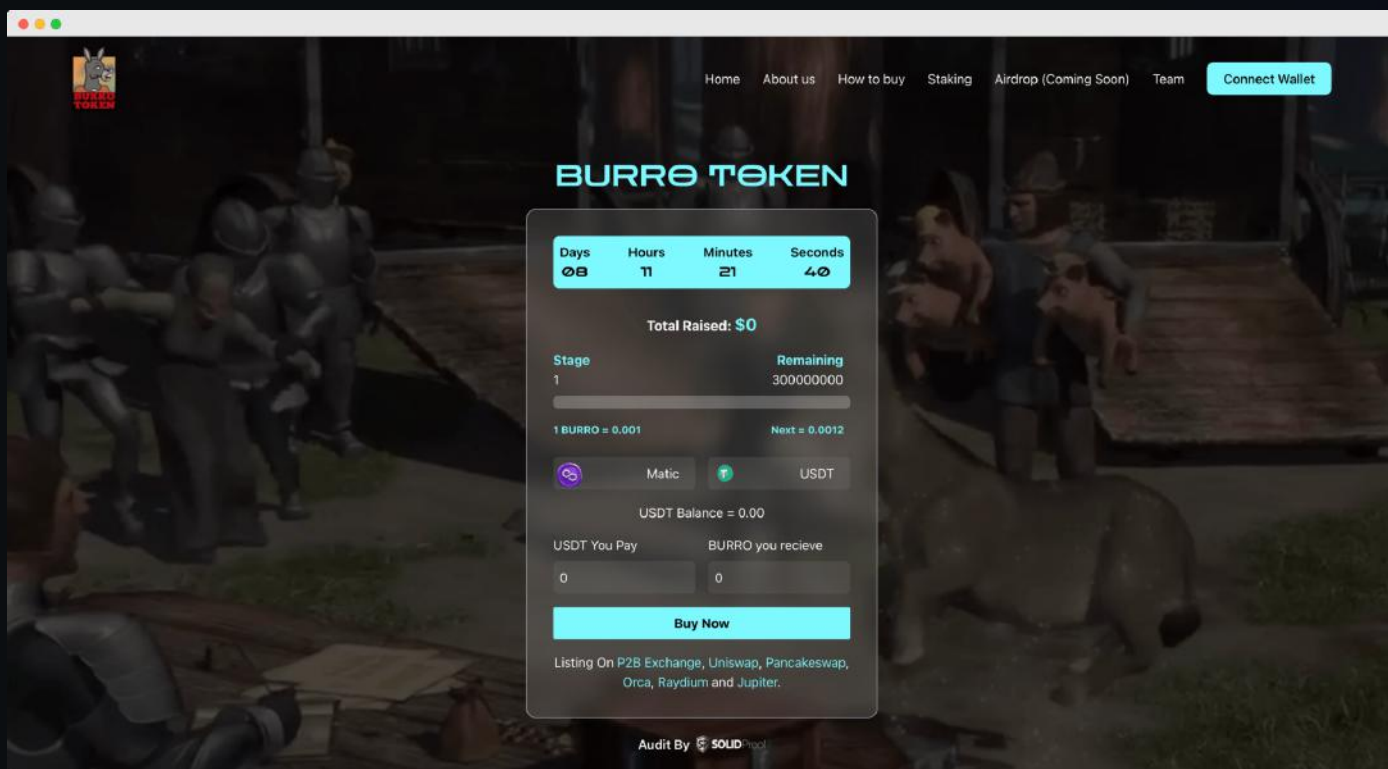 BURRO
TOKEN
Home About us How to buy Staking Airdrop (Coming Soon) Team Connect Wallet
BURRO TOKEN
Days Hours Minutes Seconds
08 11 21 40
Total Raised: $0
Stage Remaining
1 300000000
1 BURRO = 0.001 Next = 0.0012
Matic USDT
USDT Balance = 0.00
USDT You Pay BURRO you recieve
0 0
Buy Now
Listing On P2B Exchange, Uniswap, Pancakeswap,
Orca, Raydium and Jupiter.
Audit By SOLIDProof